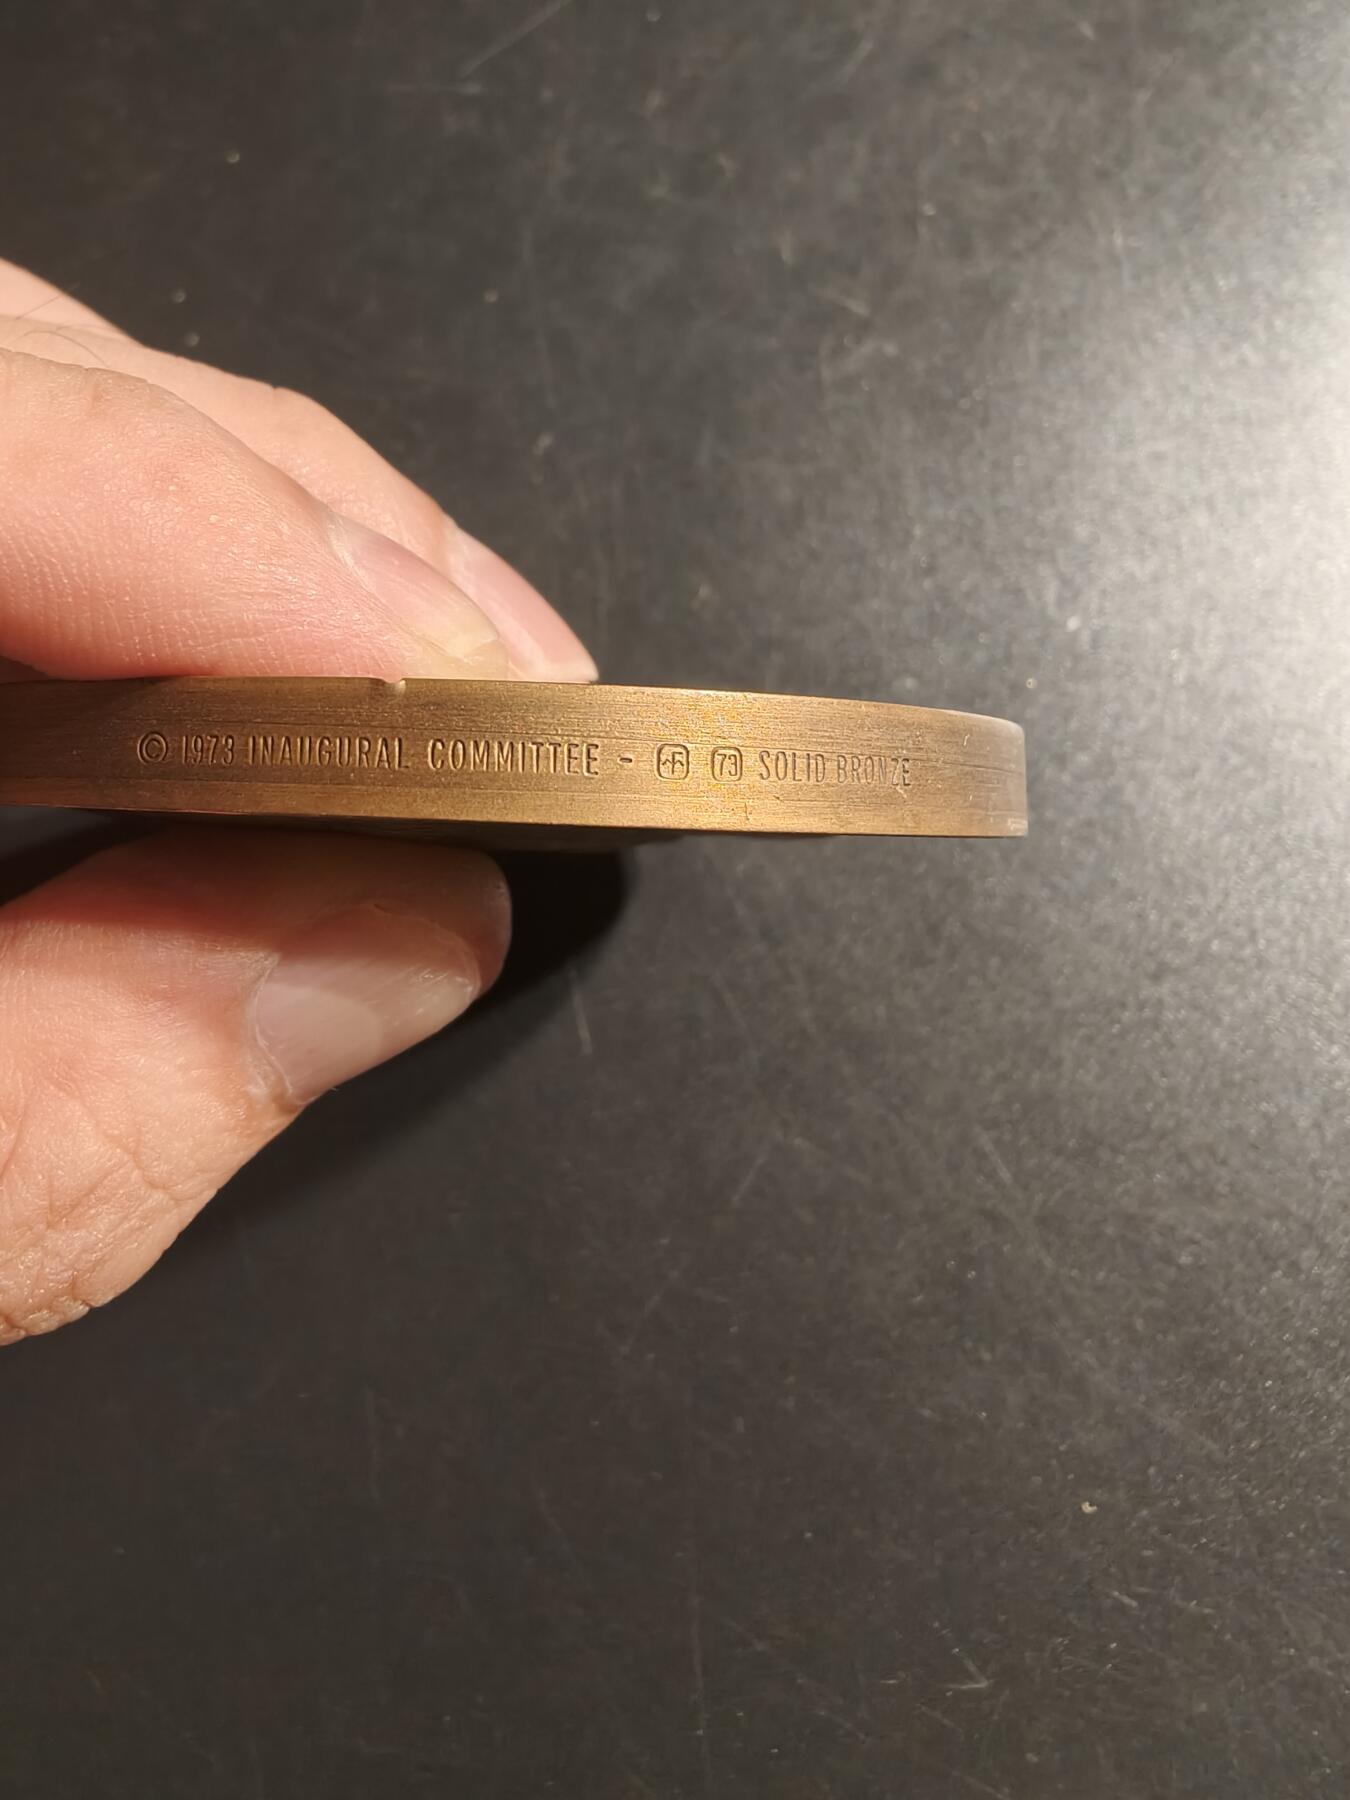 © 1973 INAUGURAL COMMITTEE - 73 SOLID BRONZE